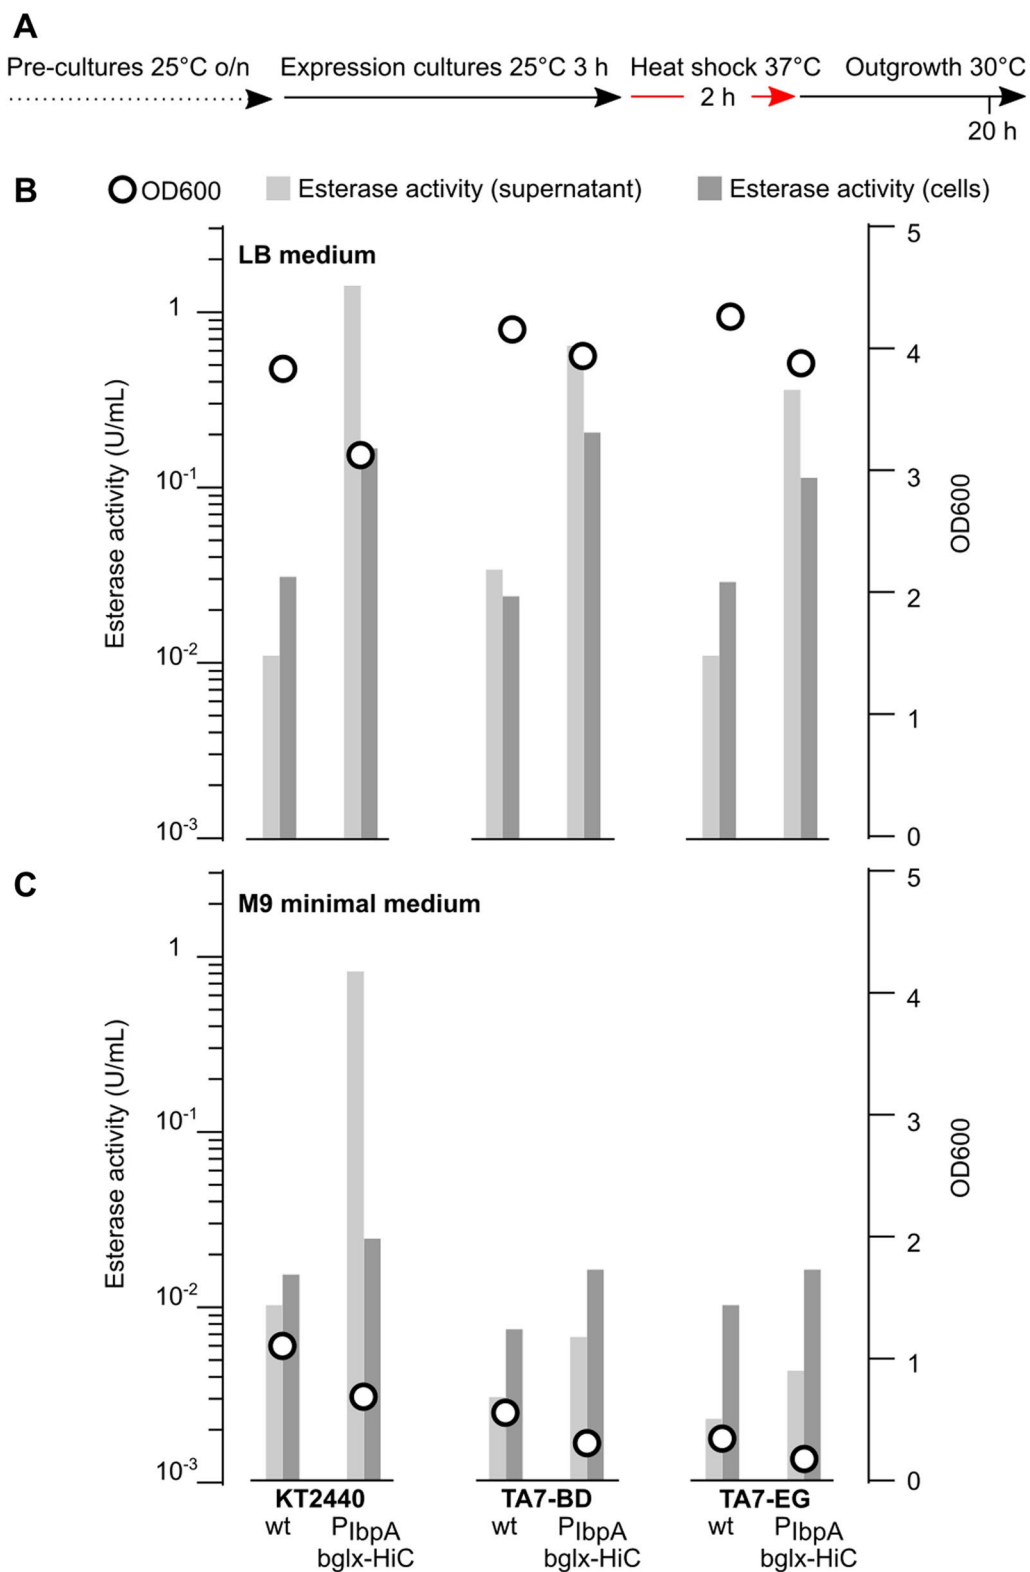 A
Pre-cultures 25°C o/n Expression cultures 25°C 3 h Heat shock 37°C Outgrowth 30°C
2 h
20 h
B
OD600 Esterase activity (supernatant) Esterase activity (cells)
LB medium
Esterase activity (U/mL)
1
10-1
10-2
10-3
5
4
3
2
1
0
OD600
C
M9 minimal medium
Esterase activity (U/mL)
1
10-1
10-2
10-3
5
4
3
2
1
0
OD600
KT2440 TA7-BD TA7-EG
wt PIbpA wt PIbpA wt PIbpA
bglx-HiC bglx-HiC bglx-HiC